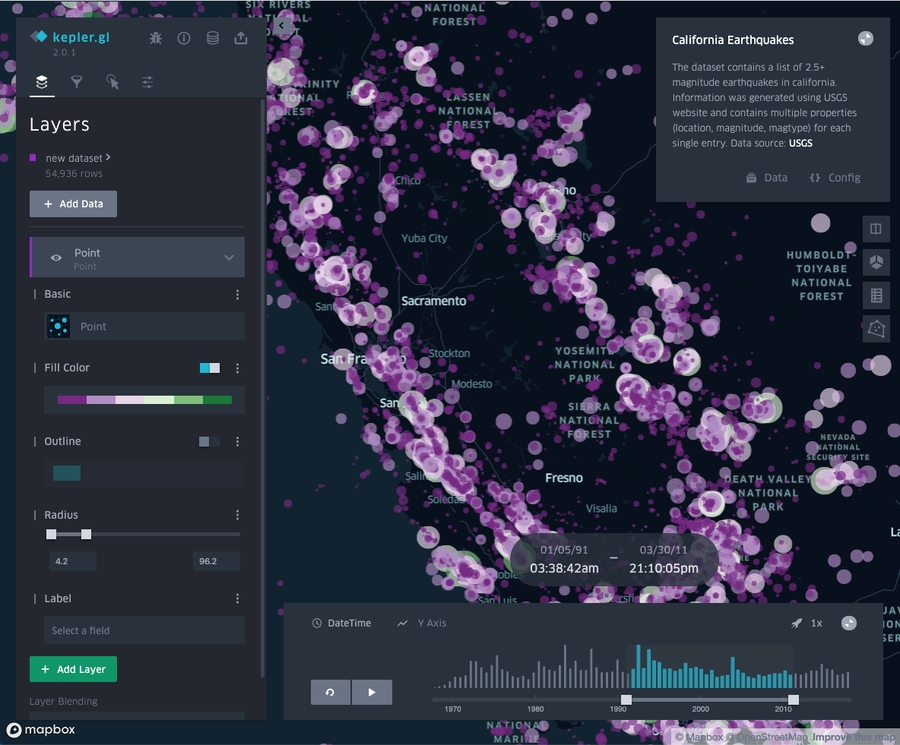 kepler.gl
2.0.1
Layers
new dataset
54,936 rows
+ Add Data
Point
Point
Basic
Point
Fill Color
Outline
Radius
4.2
96.2
Label
Select a field
+ Add Layer
Layer Blending
mapbox
NATIONAL
FOREST
LASSEN
NATIONAL
FOREST
Chico
Yuba City
Sacramento
Stockton
Modesto
YOSEMITE
NATIONAL
PARK
SIERRA
NATIONAL
FOREST
Fresno
Visalia
Soledad
San Luis
HUMBOLDT-
TOIYABE
NATIONAL
FOREST
NEVADA
NATIONAL
SECURITY SITE
DEATH VALLEY
NATIONAL
PARK
California Earthquakes
The dataset contains a list of 2.5+
magnitude earthquakes in california.
Information was generated using USGS
website and contains multiple properties
(location, magnitude, magtype) for each
single entry. Data source: USGS
Data
Config
01/05/91
03:38:42am
–
03/30/11
21:10:05pm
DateTime
Y Axis
1x
1970
1980
1990
2000
2010
NATIONAL
© Mapbox © OpenStreetMap Improve this map